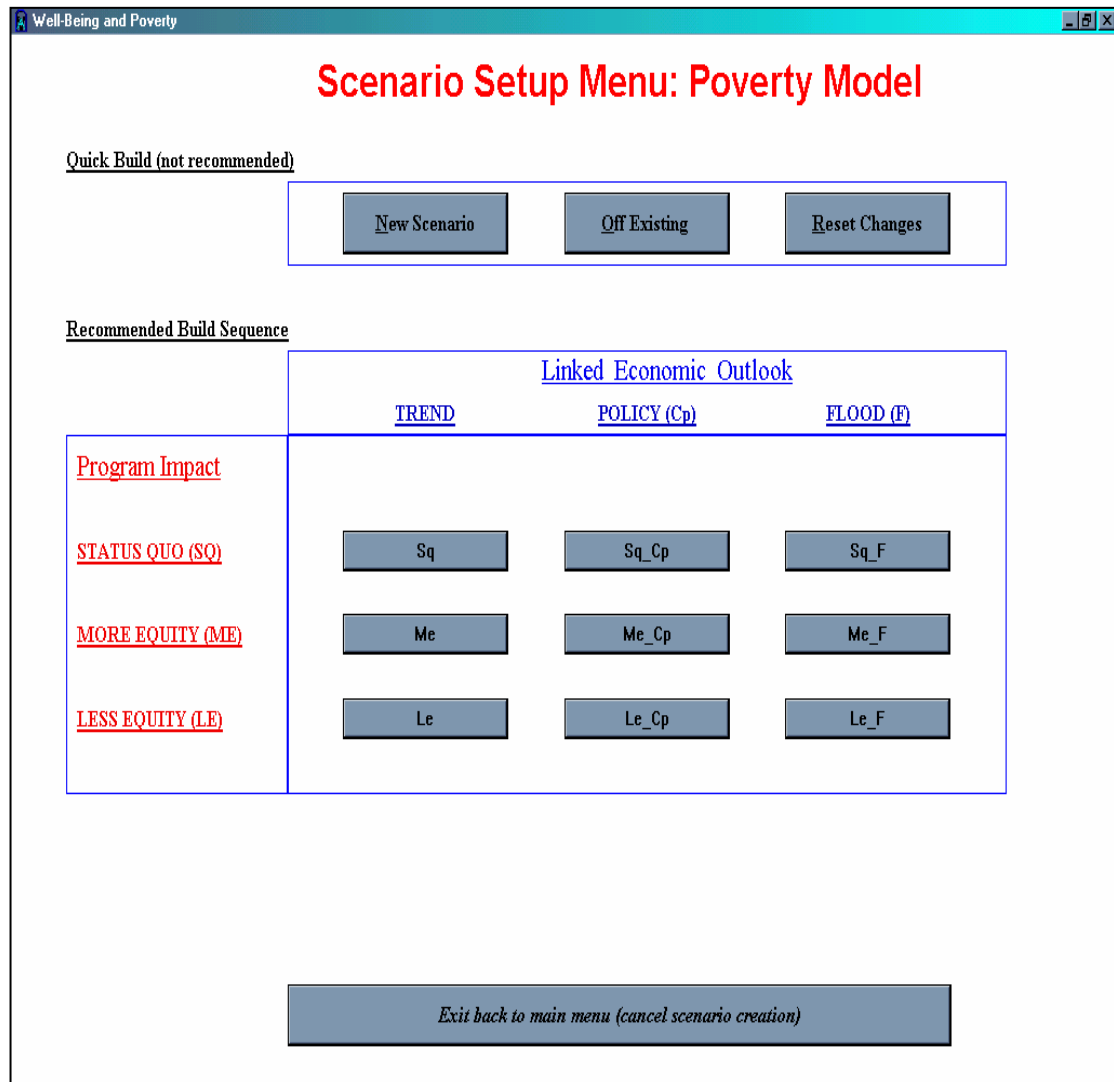 Well-Being and Poverty
Scenario Setup Menu: Poverty Model
Quick Build (not recommended)
New Scenario Off Existing Reset Changes
Recommended Build Sequence
Linked Economic Outlook
TREND POLICY (Cp) FLOOD (F)
Program Impact
STATUS QUO (SQ) Sq Sq_Cp Sq_F
MORE EQUITY (ME) Me Me_Cp Me_F
LESS EQUITY (LE) Le Le_Cp Le_F
Exit back to main menu (cancel scenario creation)